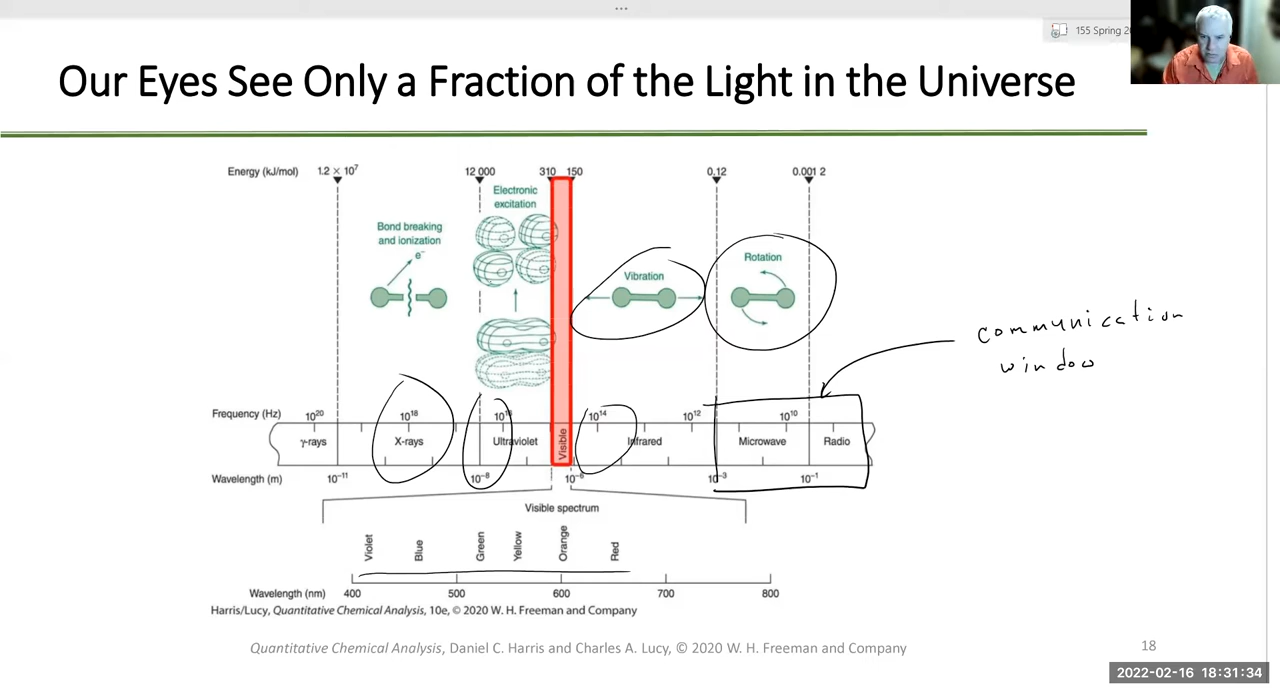 155 Spring 20
Our Eyes See Only a Fraction of the Light in the Universe
Energy (kJ/mol) 1.2 × 10⁷ 12 000 310 150 0.12 0.001 2
Electronic
excitation
Bond breaking
and ionization
e⁻
Vibration
Rotation
communication
window
Frequency (Hz) 10²⁰ 10¹⁸ 10¹⁶ 10¹⁴ 10¹² 10¹⁰
γ-rays X-rays Ultraviolet Visible Infrared Microwave Radio
Wavelength (m) 10⁻¹¹ 10⁻⁸ 10⁻⁶ 10⁻³ 10⁻¹
Visible spectrum
Violet Blue Green Yellow Orange Red
Wavelength (nm) 400 500 600 700 800
Harris/Lucy, Quantitative Chemical Analysis, 10e, © 2020 W. H. Freeman and Company
Quantitative Chemical Analysis, Daniel C. Harris and Charles A. Lucy, © 2020 W. H. Freeman and Company
18
2022-02-16 18:31:34